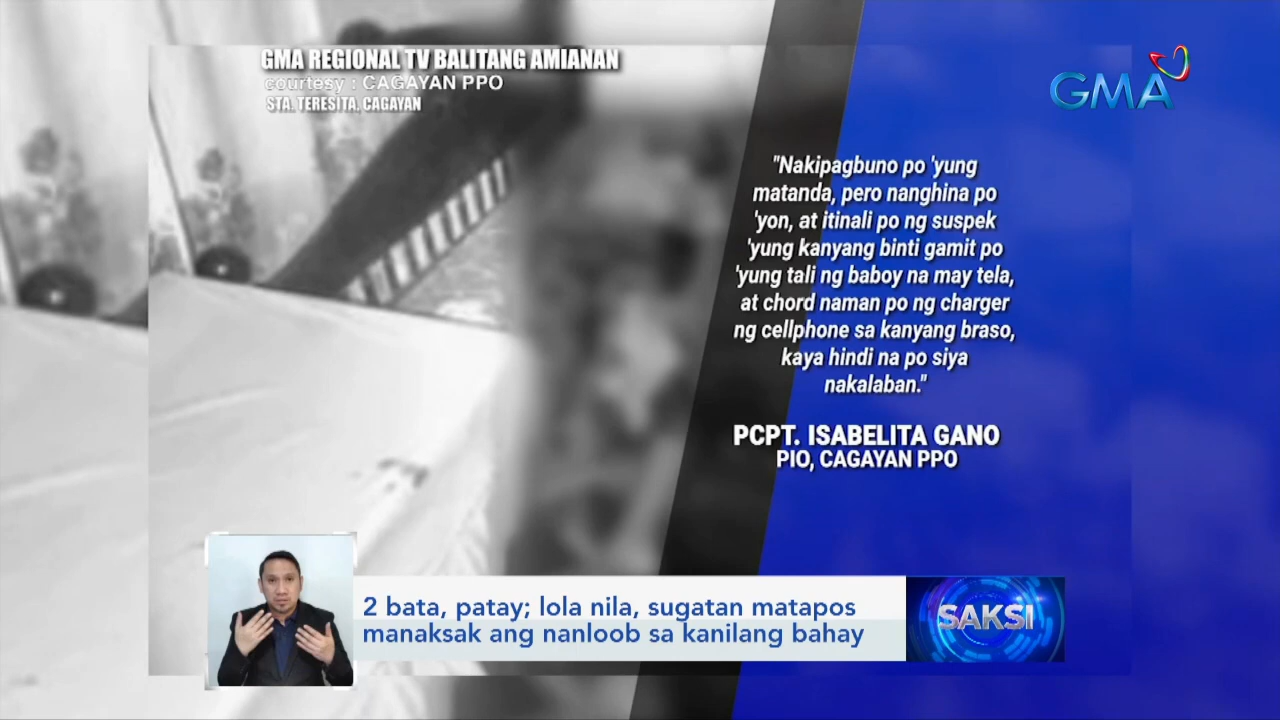 GMA REGIONAL TV BALITANG AMIANAN
courtesy : CAGAYAN PPO
STA. TERESITA, CAGAYAN
GMA
"Nakipagbuno po 'yung
matanda, pero nanghina po
'yon, at itinali po ng suspek
'yung kanyang binti gamit po
'yung tali ng baboy na may tela,
at chord naman po ng charger
ng cellphone sa kanyang braso,
kaya hindi na po siya
nakalaban."
PCPT. ISABELITA GANO
PIO, CAGAYAN PPO
2 bata, patay; lola nila, sugatan matapos
manaksak ang nanloob sa kanilang bahay
SAKSI